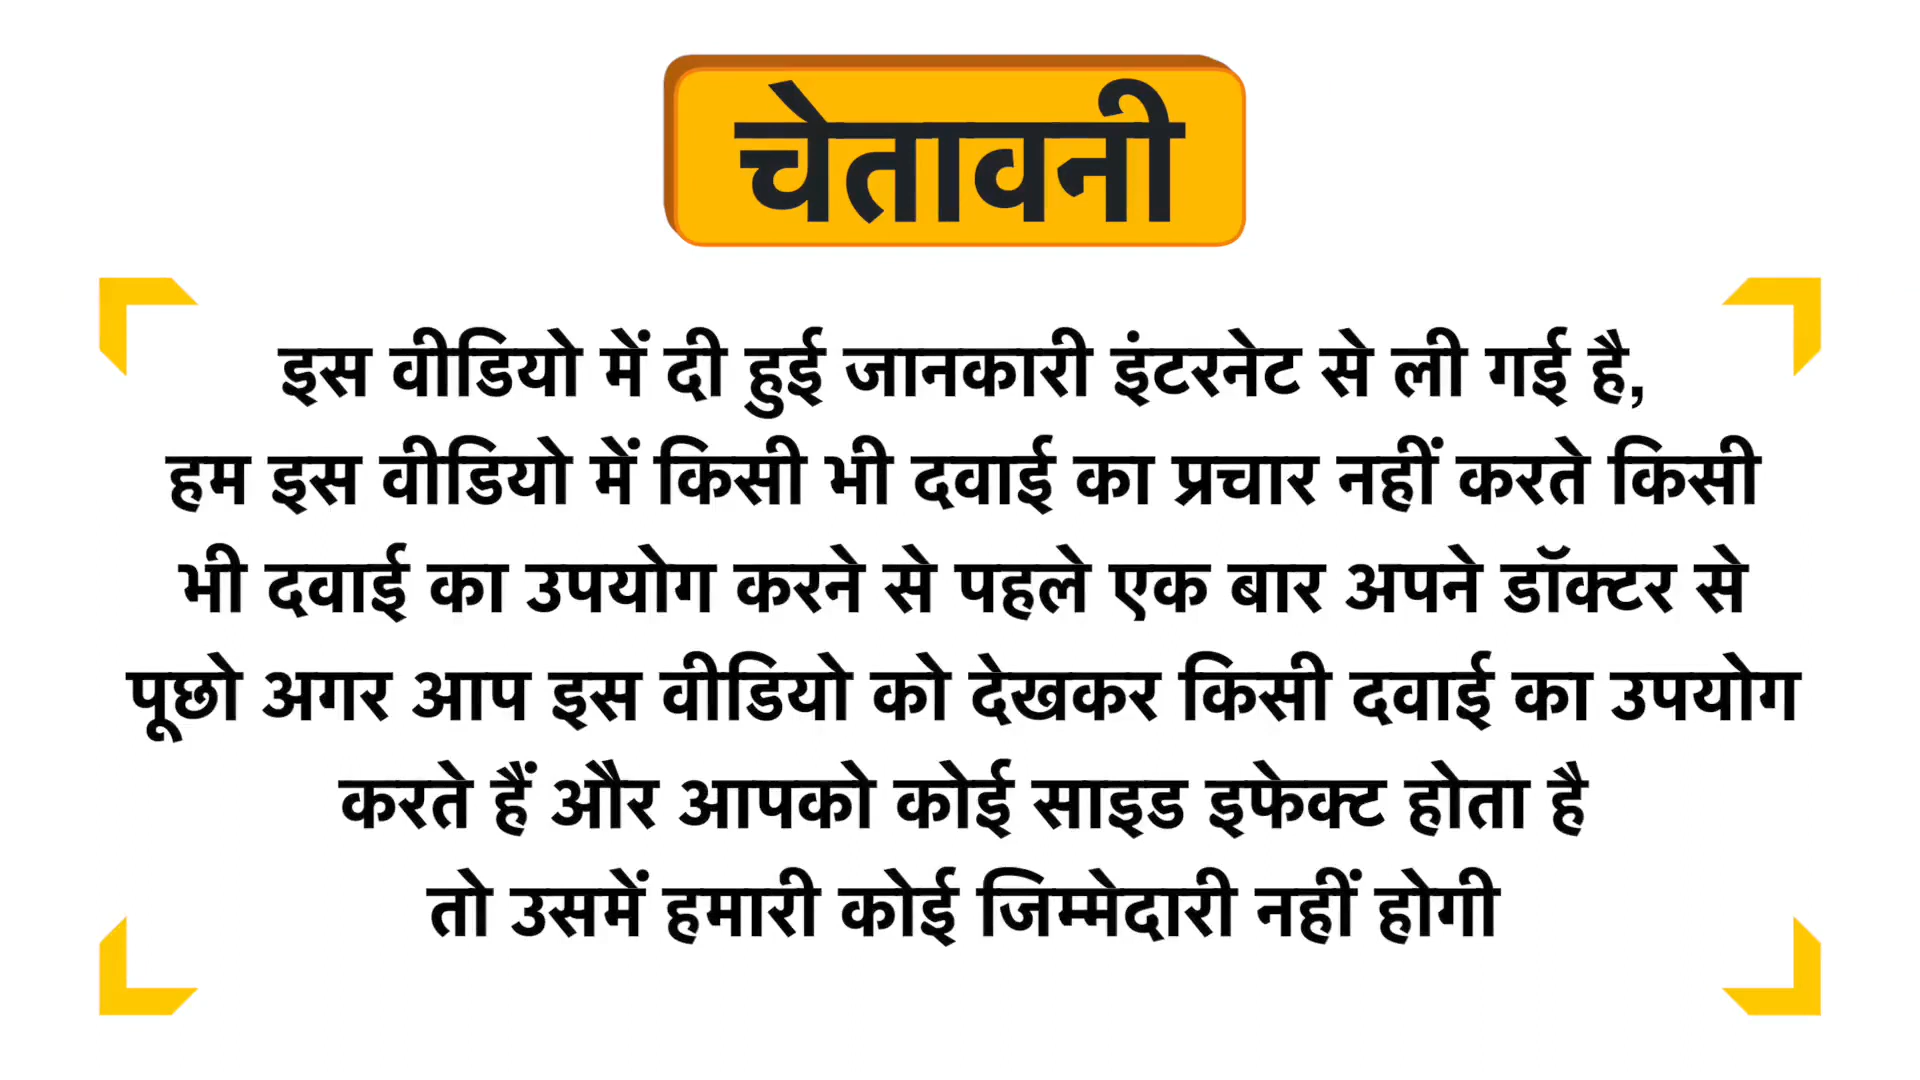 चेतावनी
इस वीडियो में दी हुई जानकारी इंटरनेट से ली गई है,
हम इस वीडियो में किसी भी दवाई का प्रचार नहीं करते किसी
भी दवाई का उपयोग करने से पहले एक बार अपने डॉक्टर से
पूछो अगर आप इस वीडियो को देखकर किसी दवाई का उपयोग
करते हैं और आपको कोई साइड इफेक्ट होता है
तो उसमें हमारी कोई जिम्मेदारी नहीं होगी